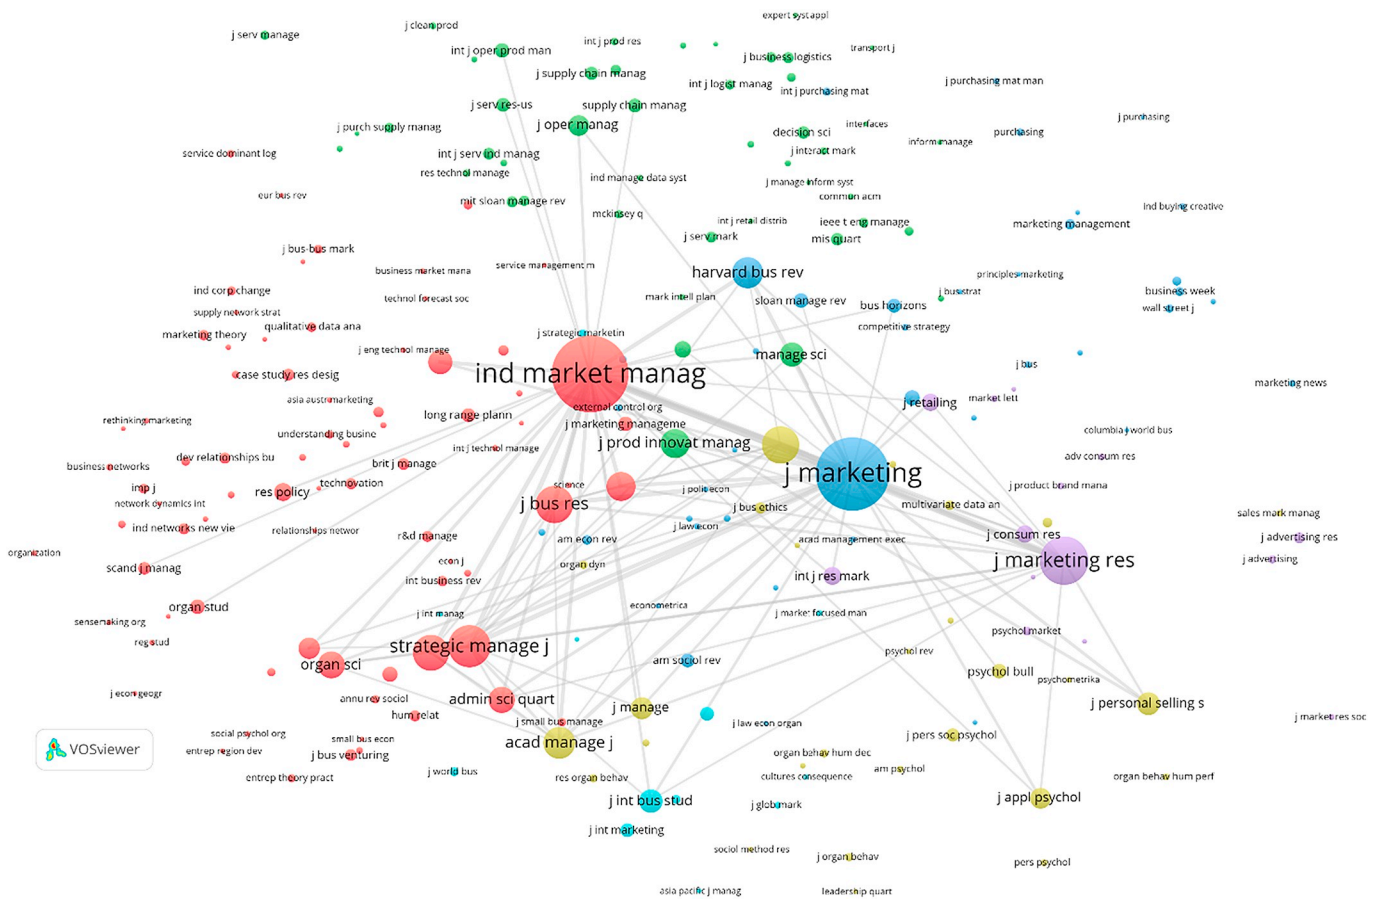 expert syst appl
j clean prod
j serv manage
int j prod res
transport j
int j oper prod man
j business logistics
j supply chain manag
j purchasing mat man
int j logist manag
int j purchasing mat
j serv res-us
supply chain manag
j purchasing
j oper manag
interfaces
j purch supply manag
decision sci
purchasing
inform manage
j interact mark
service dominant log
int j serv ind manag
res technol manage
ind manage data syst
j manage inform syst
eur bus rev
commun acm
mit sloan manage rev
ind buying creative
mckinsey q
int j retail distrib
ieee t eng manage
marketing management
j serv mark
mis quart
j bus-bus mark
service management m
business market mana
harvard bus rev
principles marketing
ind corp change
j bus strat
business week
technol forecast soc
mark intell plan
sloan manage rev
bus horizons
wall street j
supply network strat
qualitative data ana
competitive strategy
marketing theory
j strategic marketin
j eng technol manage
manage sci
j bus
case study res desig
ind market manag
marketing news
asia austr marketing
market lett
j retailing
external control org
rethinking marketing
long range plann
j marketing manageme
columbia j world bus
understanding busine
j prod innovat manag
int j technol manage
dev relationships bu
adv consum res
business networks
brit j manage
j marketing
technovation
science
j product brand mana
imp j
res policy
j polit econ
network dynamics int
j bus res
j bus ethics
multivariate data an
sales mark manag
ind networks new vie
relationships networ
j law econ
r&d manage
am econ rev
acad management exec
j consum res
j advertising res
organization
econ j
organ dyn
j marketing res
j advertising
scand j manag
int business rev
int j res mark
organ stud
econometrica
j int manag
j market focused man
sensemaking org
psychol market
reg stud
strategic manage j
psychol rev
organ sci
am sociol rev
psychol bull
psychometrika
j econ geogr
annu rev sociol
admin sci quart
j manage
j personal selling s
hum relat
j small bus manage
j law econ organ
j market res soc
social psychol org
small bus econ
acad manage j
j pers soc psychol
VOSviewer
entrep region dev
j bus venturing
organ behav hum dec
j world bus
am psychol
entrep theory pract
res organ behav
cultures consequence
organ behav hum perf
j int bus stud
j glob mark
j appl psychol
j int marketing
sociol method res
j organ behav
pers psychol
asia pacific j manag
leadership quart